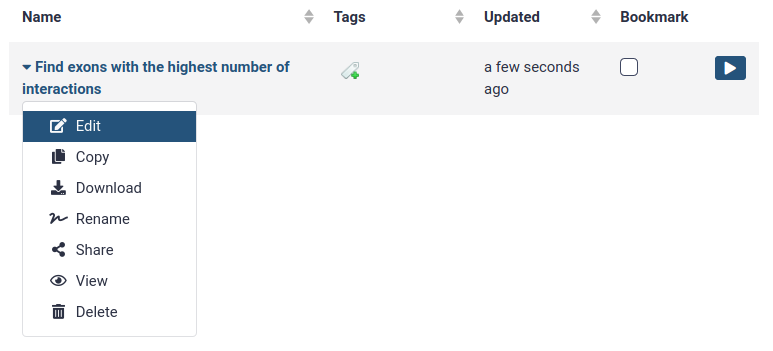 Name Tags Updated Bookmark
Find exons with the highest number of a few seconds
interactions ago
Edit
Copy
Download
Rename
Share
View
Delete